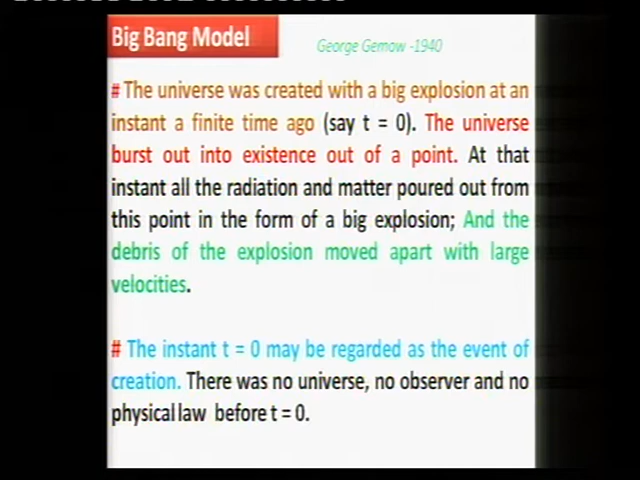 Big Bang Model
George Gemow -1940
# The universe was created with a big explosion at an
instant a finite time ago (say t = 0). The universe
burst out into existence out of a point. At that
instant all the radiation and matter poured out from
this point in the form of a big explosion; And the
debris of the explosion moved apart with large
velocities.
# The instant t = 0 may be regarded as the event of
creation. There was no universe, no observer and no
physical law before t = 0.